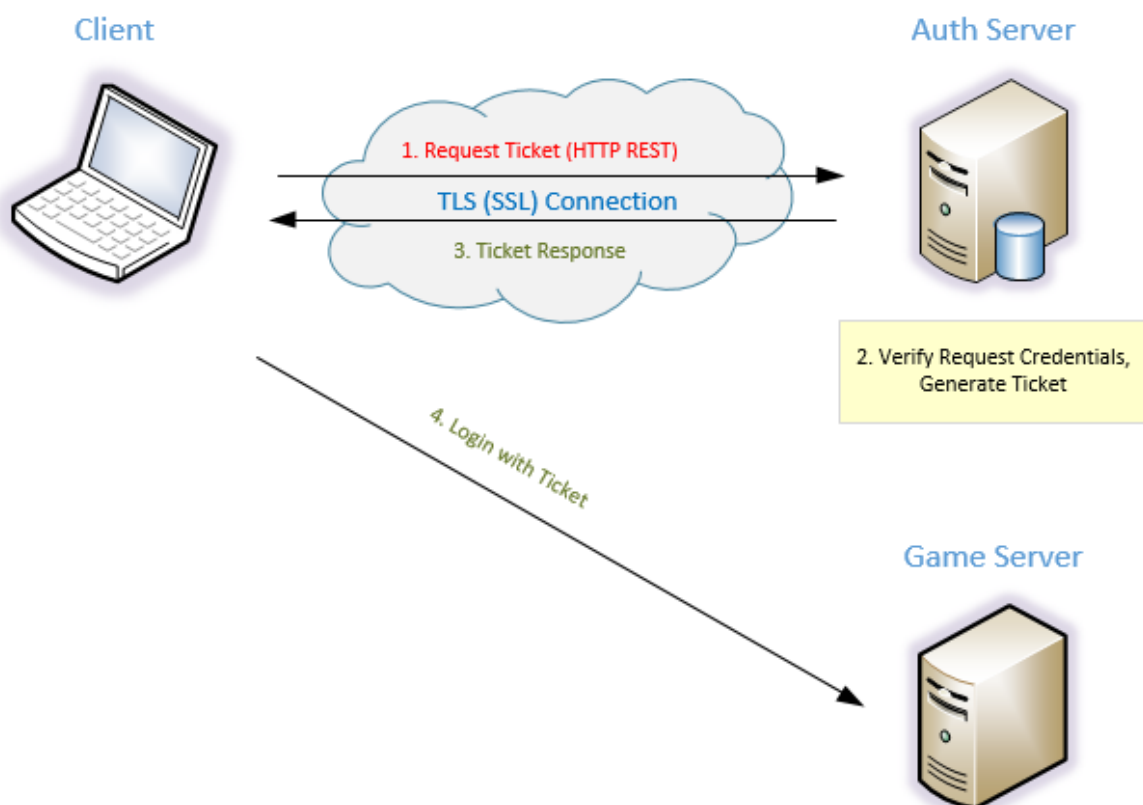 Client
Auth Server
1. Request Ticket (HTTP REST)
TLS (SSL) Connection
3. Ticket Response
2. Verify Request Credentials,
Generate Ticket
4. Login with Ticket
Game Server